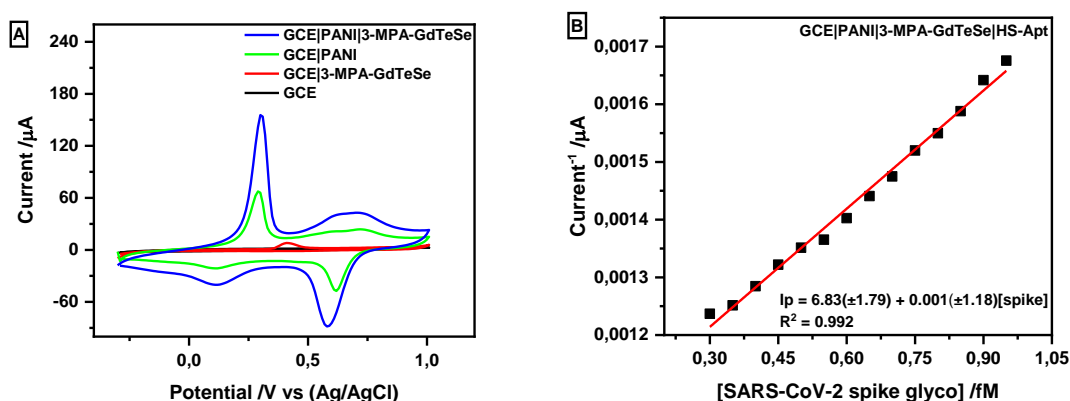 A
GCE|PANI|3-MPA-GdTeSe
GCE|PANI
GCE|3-MPA-GdTeSe
GCE
240
180
120
60
0
-60
Current /µA
0,0
0,5
1,0
Potential /V vs (Ag/AgCl)
B
GCE|PANI|3-MPA-GdTeSe|HS-Apt
0,0017
0,0016
0,0015
0,0014
0,0013
0,0012
Current⁻¹ /µA
Ip = 6.83(±1.79) + 0.001(±1.18)[spike]
R² = 0.992
0,30
0,45
0,60
0,75
0,90
1,05
[SARS-CoV-2 spike glyco] /fM